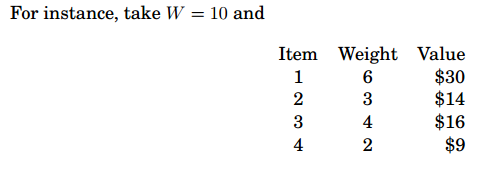 For instance, take W = 10 and
Item Weight Value
1 6 $30
2 3 $14
3 4 $16
4 2 $9